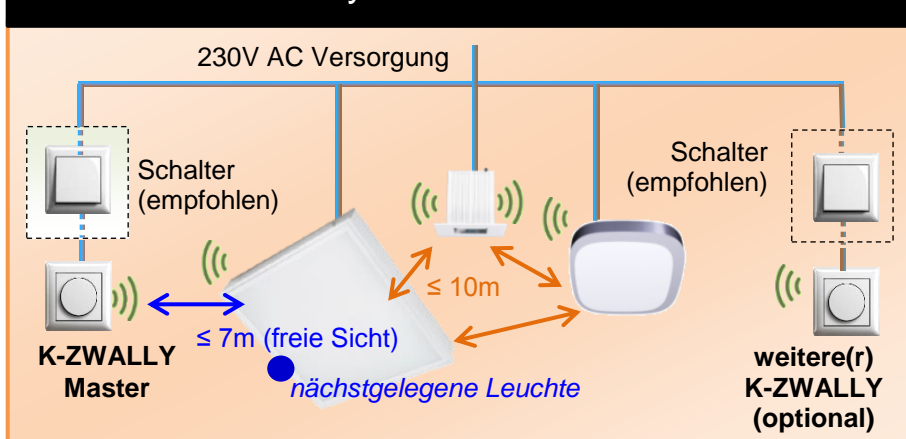 230V AC Versorgung
Schalter
(empfohlen)
Schalter
(empfohlen)
≤ 10m
≤ 7m (freie Sicht)
K-ZWALLY
Master
nächstgelegene Leuchte
weitere(r)
K-ZWALLY
(optional)